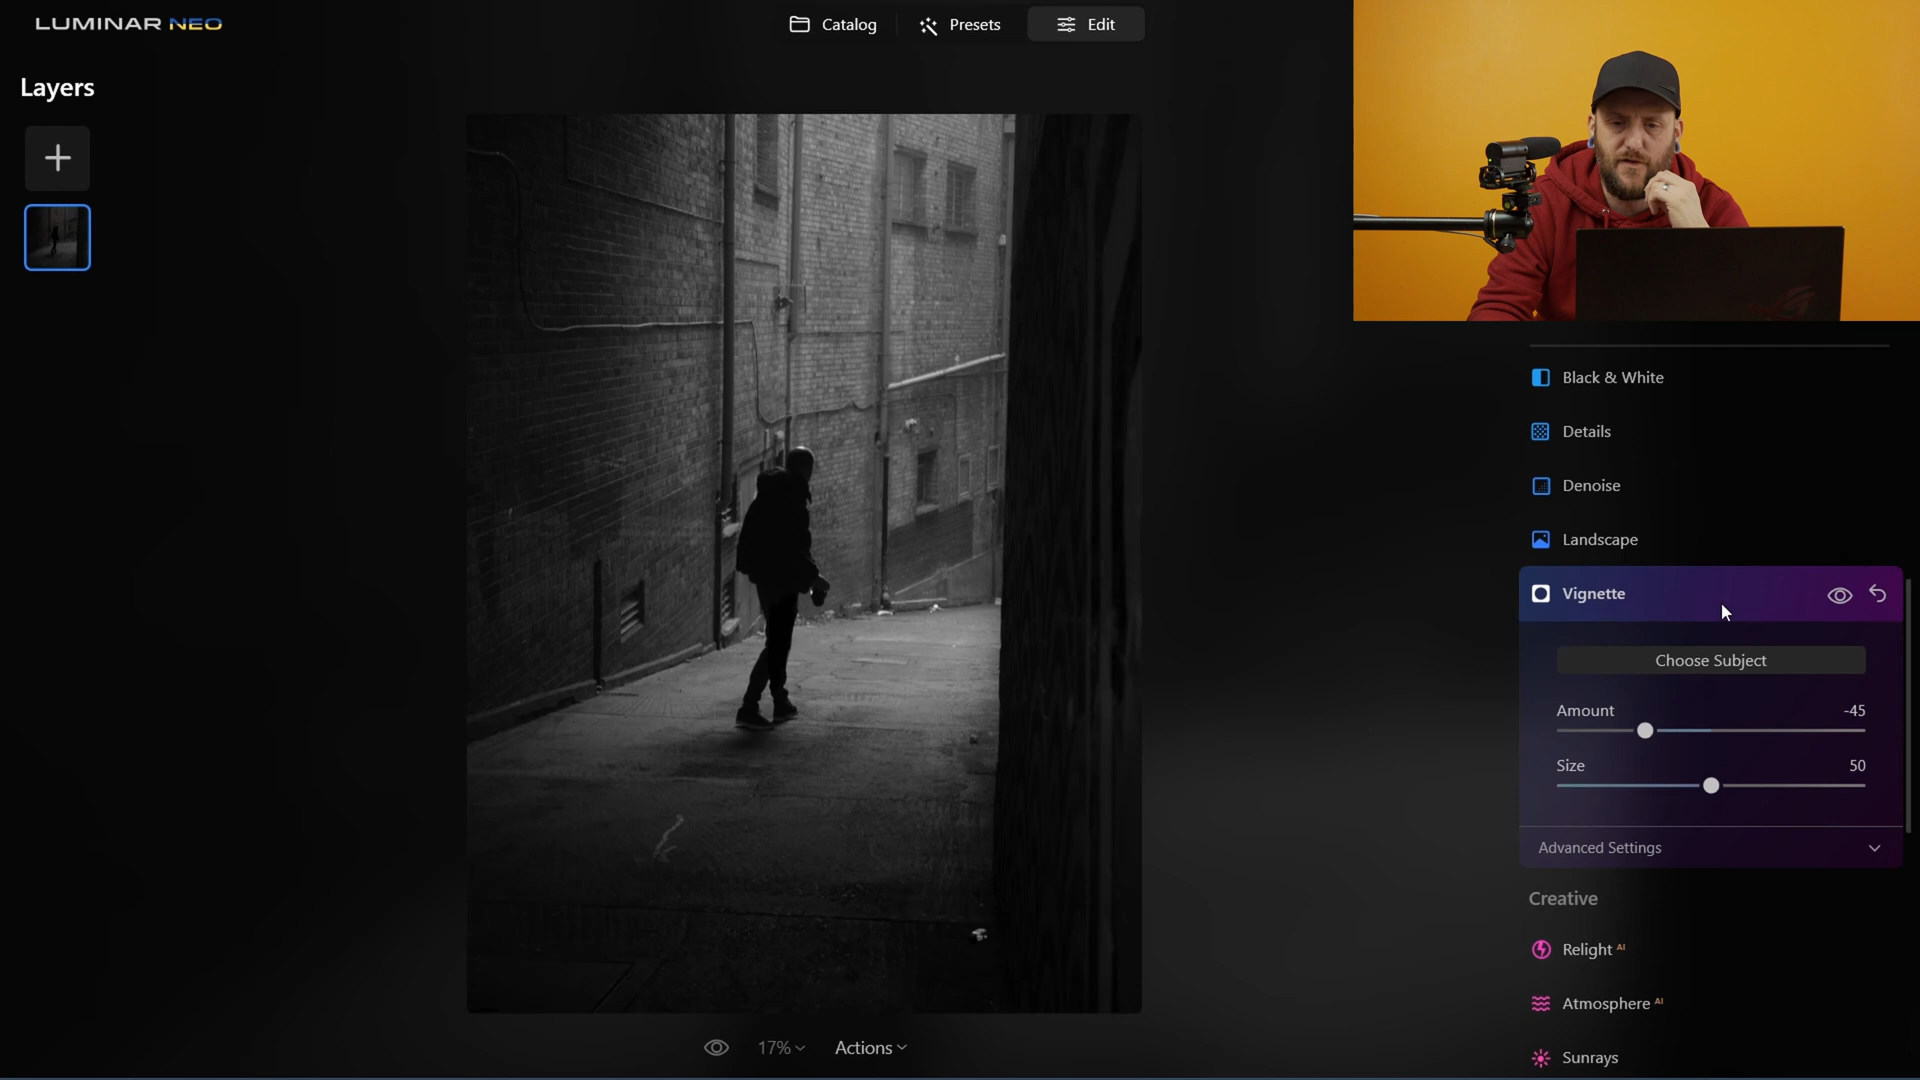 LUMINAR NEO
Catalog
Presets
Edit
Layers
Black & White
Details
Denoise
Landscape
Vignette
Choose Subject
Amount -45
Size 50
Advanced Settings
Creative
Relight AI
Atmosphere AI
Sunrays
17%
Actions